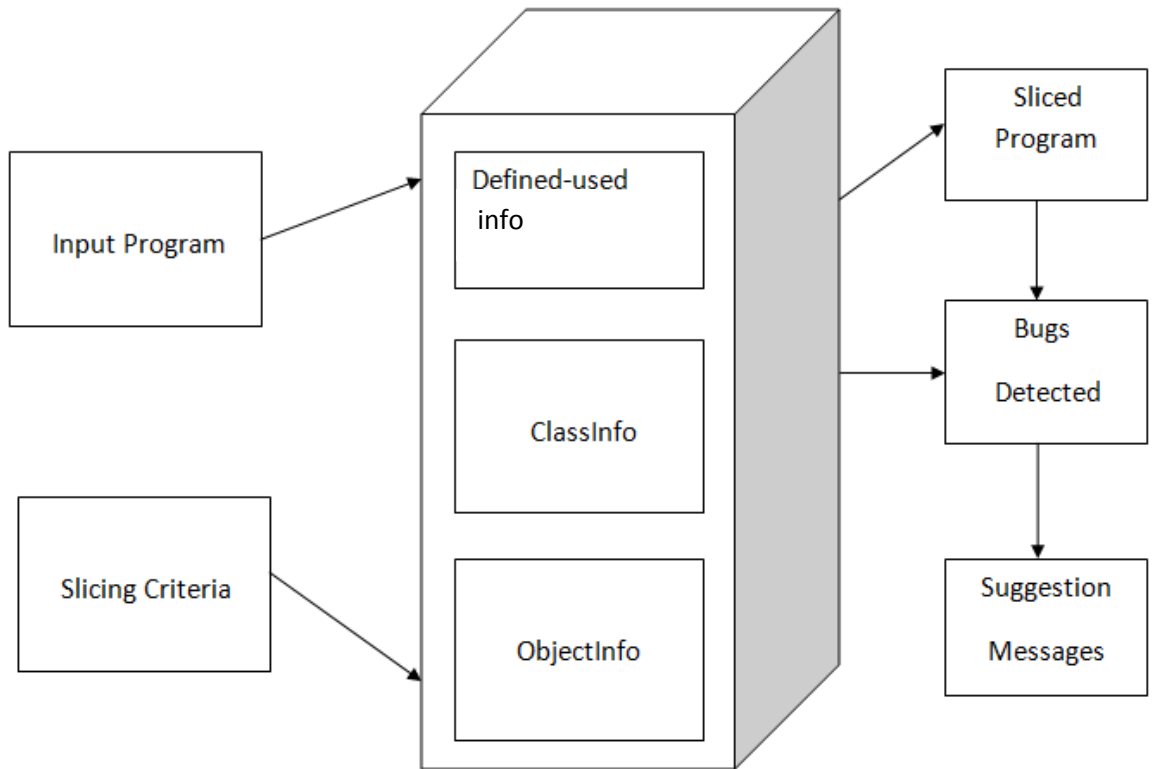 Input Program
Slicing Criteria
Defined-used
info
ClassInfo
ObjectInfo
Sliced
Program
Bugs
Detected
Suggestion
Messages